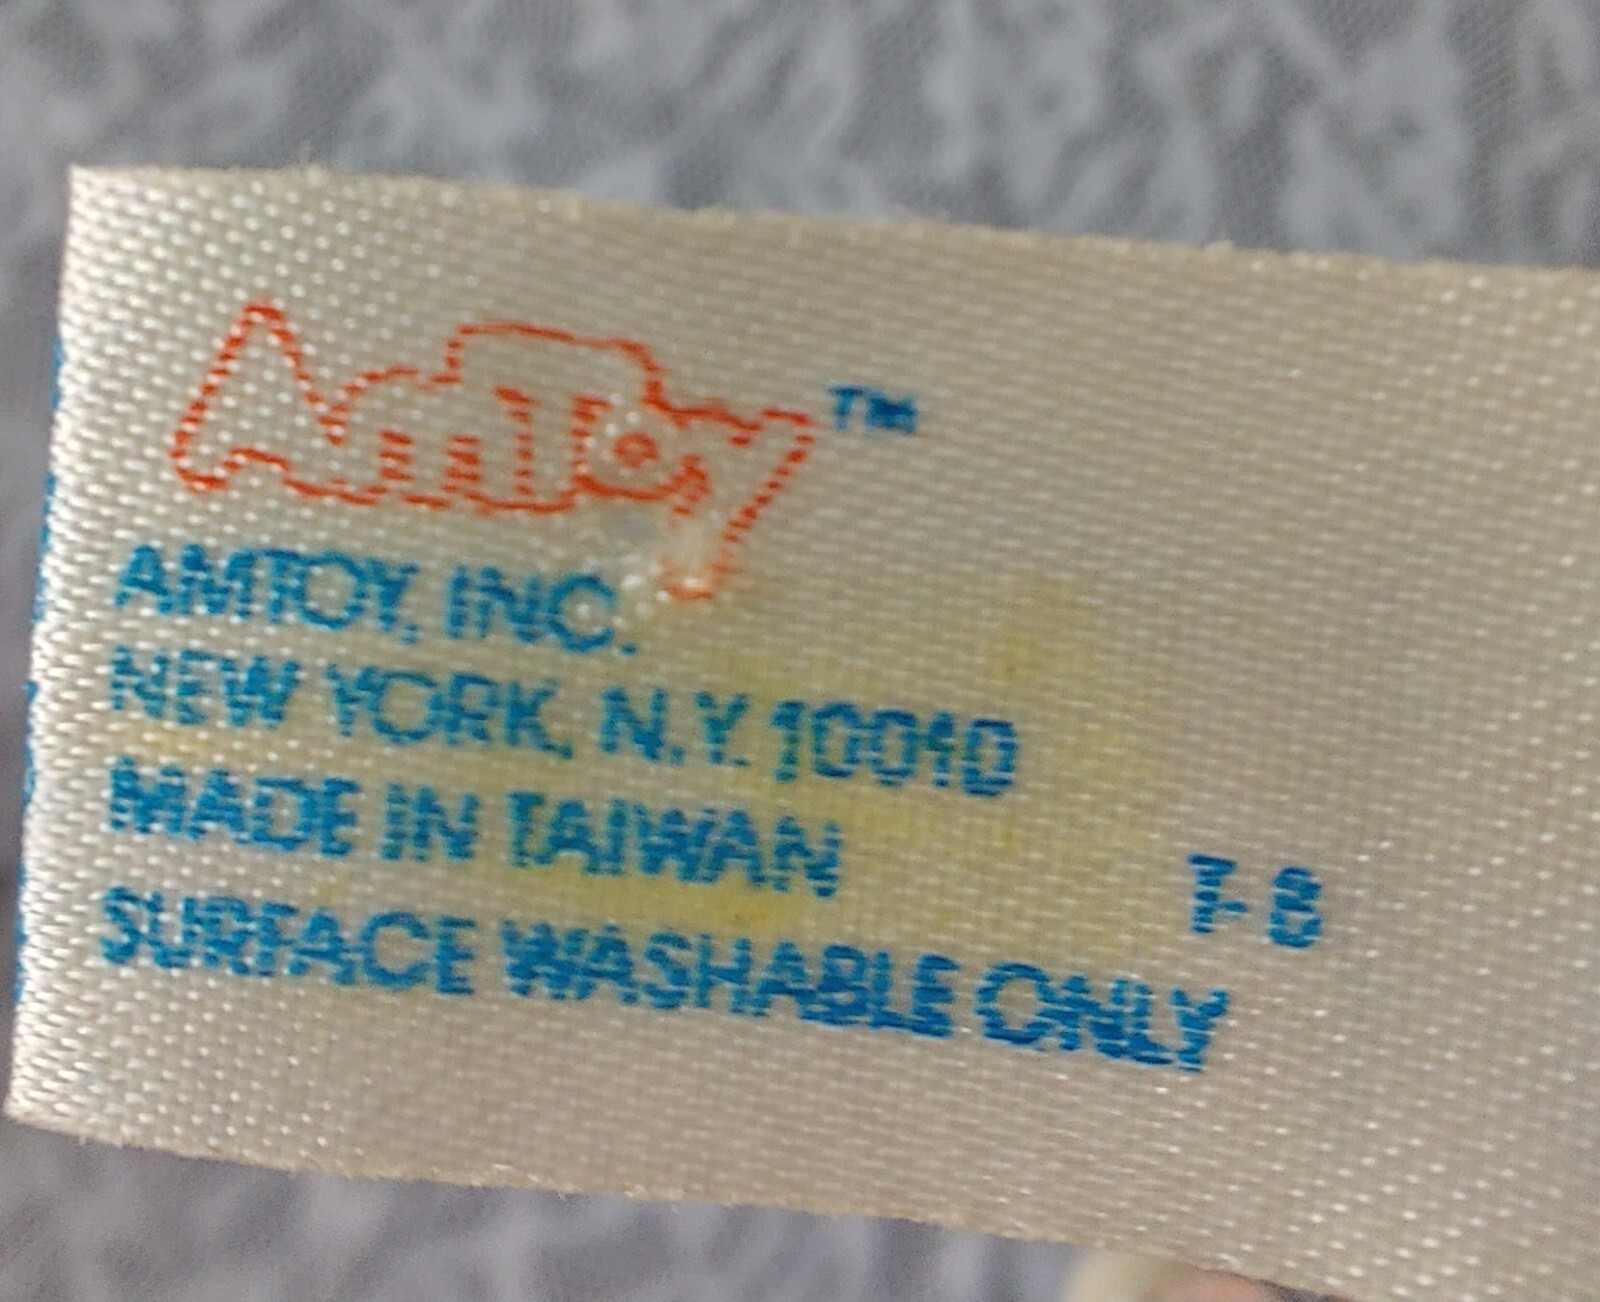 AmToy™
AMTOY, INC.
NEW YORK, N.Y. 10010
MADE IN TAIWAN
T-8
SURFACE WASHABLE ONLY